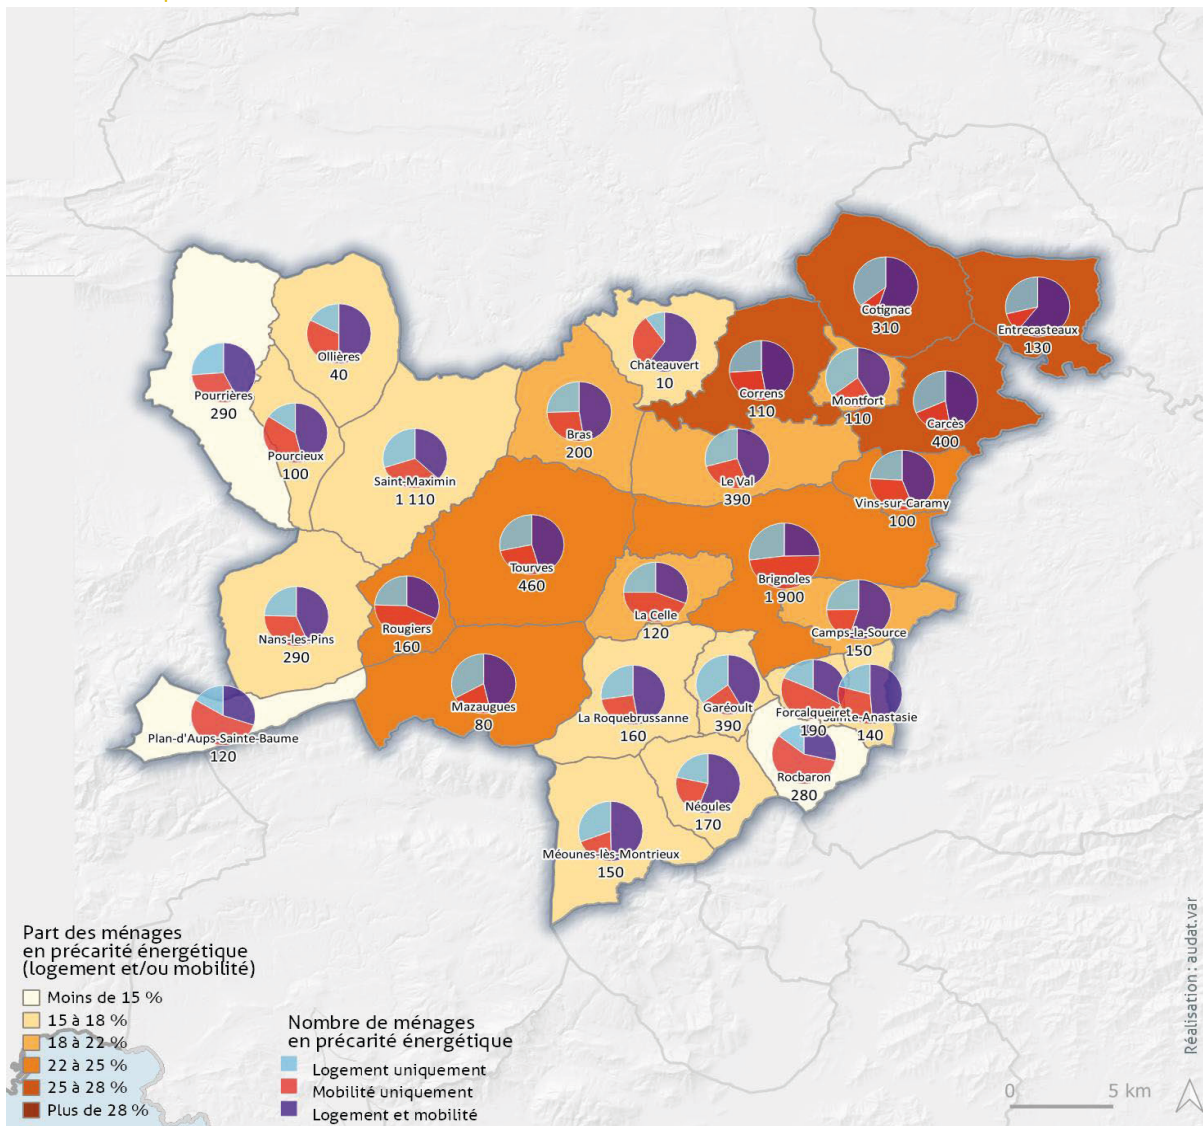 Cotignac
310
Entrecasteaux
130
Ollières
40
Châteauvert
10
Pourrières
290
Correns
110
Montfort
110
Carcès
400
Pourcieux
100
Bras
200
Saint-Maximin
1 110
Le Val
390
Vins-sur-Caramy
100
Tourves
460
Brignoles
1 900
Rougiers
160
La Celle
120
Nans-les-Pins
290
Camps-la-Source
150
Mazaugues
80
La Roquebrussanne
160
Garéoult
390
Forcalqueiret
190
Sainte-Anastasie
140
Plan-d'Aups-Sainte-Baume
120
Rocbaron
280
Néoules
170
Méounes-lès-Montrieux
150
Part des ménages
en précarité énergétique
(logement et/ou mobilité)
Moins de 15 %
15 à 18 %
18 à 22 %
22 à 25 %
25 à 28 %
Plus de 28 %
Nombre de ménages
en précarité énergétique
Logement uniquement
Mobilité uniquement
Logement et mobilité
0 5 km
Réalisation : audat.var